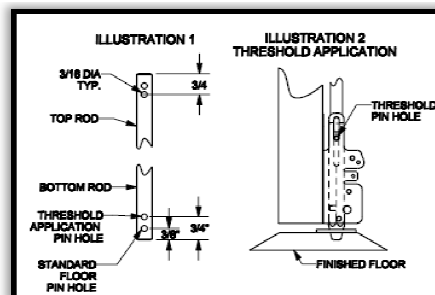 ILLUSTRATION 1
3/16 DIA
TYP.
3/4
TOP ROD
BOTTOM ROD
THRESHOLD
APPLICATION
PIN HOLE
3/8"
3/4"
STANDARD
FLOOR
PIN HOLE
ILLUSTRATION 2
THRESHOLD APPLICATION
THRESHOLD
PIN HOLE
FINISHED FLOOR